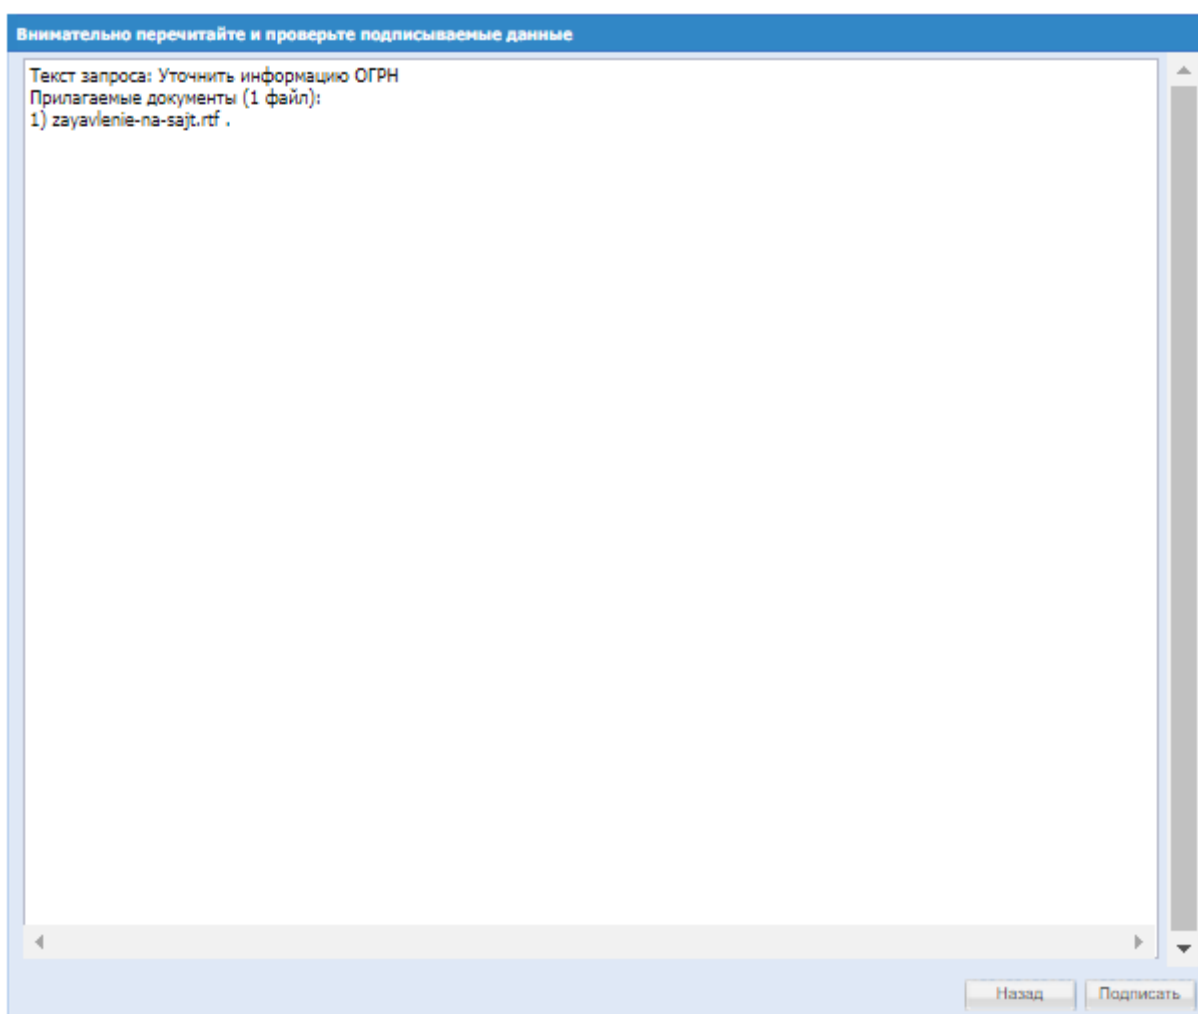 Внимательно перечитайте и проверьте подписываемые данные
Текст запроса: Уточнить информацию ОГРН
Прилагаемые документы (1 файл):
1) zayavlenie-na-sajt.rtf .
Назад Подписать